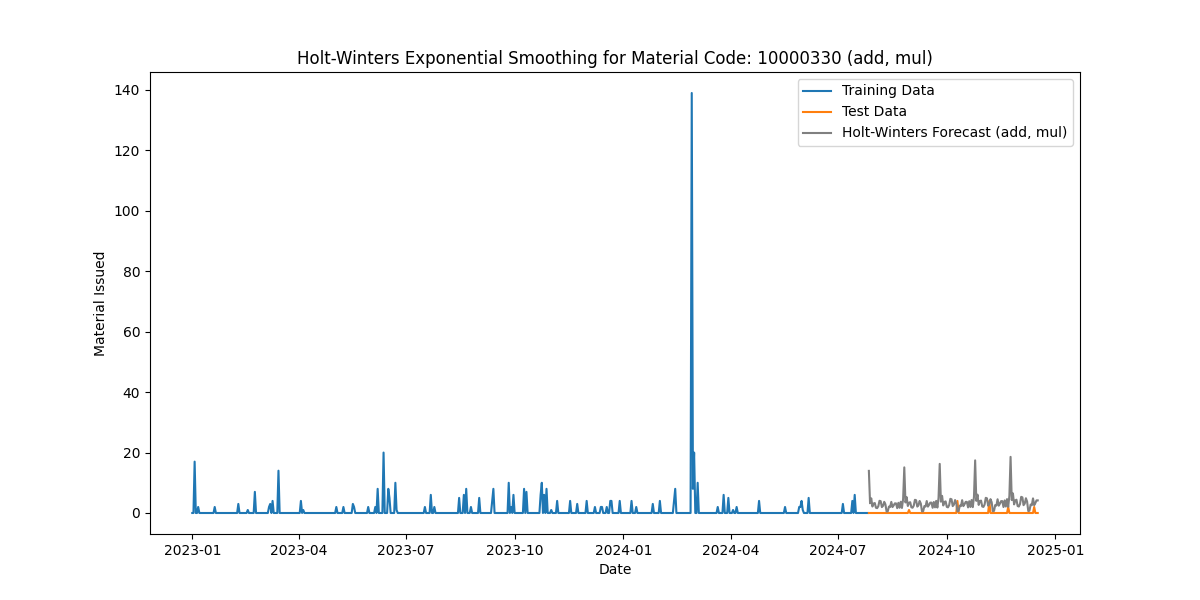 Holt-Winters Exponential Smoothing for Material Code: 10000330 (add, mul)
Training Data
Test Data
Holt-Winters Forecast (add, mul)
140
120
100
80
60
40
20
0
Material Issued
2023-01 2023-04 2023-07 2023-10 2024-01 2024-04 2024-07 2024-10 2025-01
Date